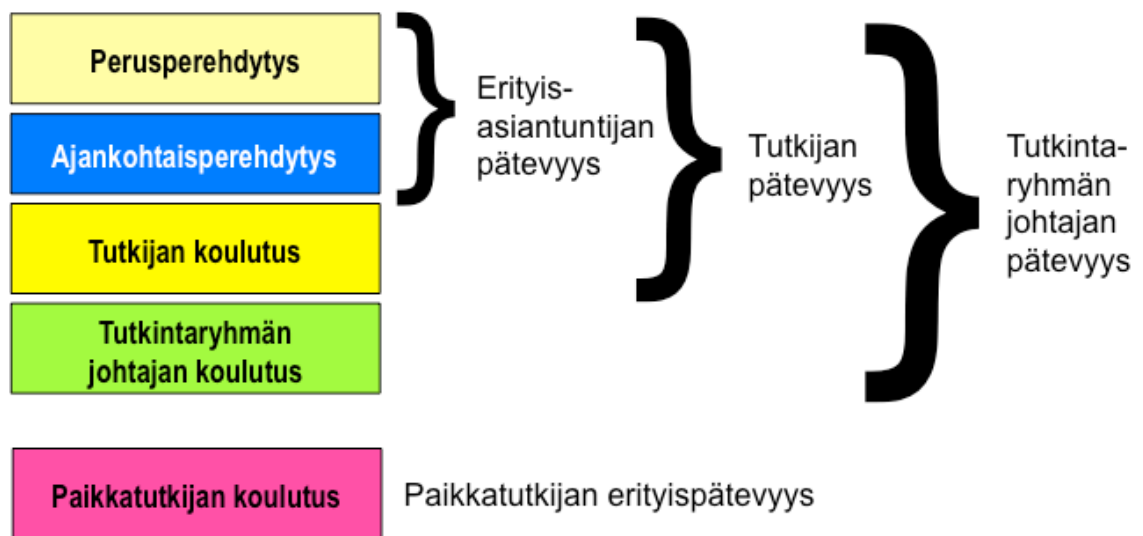 Perusperehdytys
Ajankohtaisperehdytys
Tutkijan koulutus
Tutkintaryhmän
johtajan koulutus
Erityis-
asiantuntijan
pätevyys
Tutkijan
pätevyys
Tutkinta-
ryhmän
johtajan
pätevyys
Paikkatutkijan koulutus
Paikkatutkijan erityispätevyys